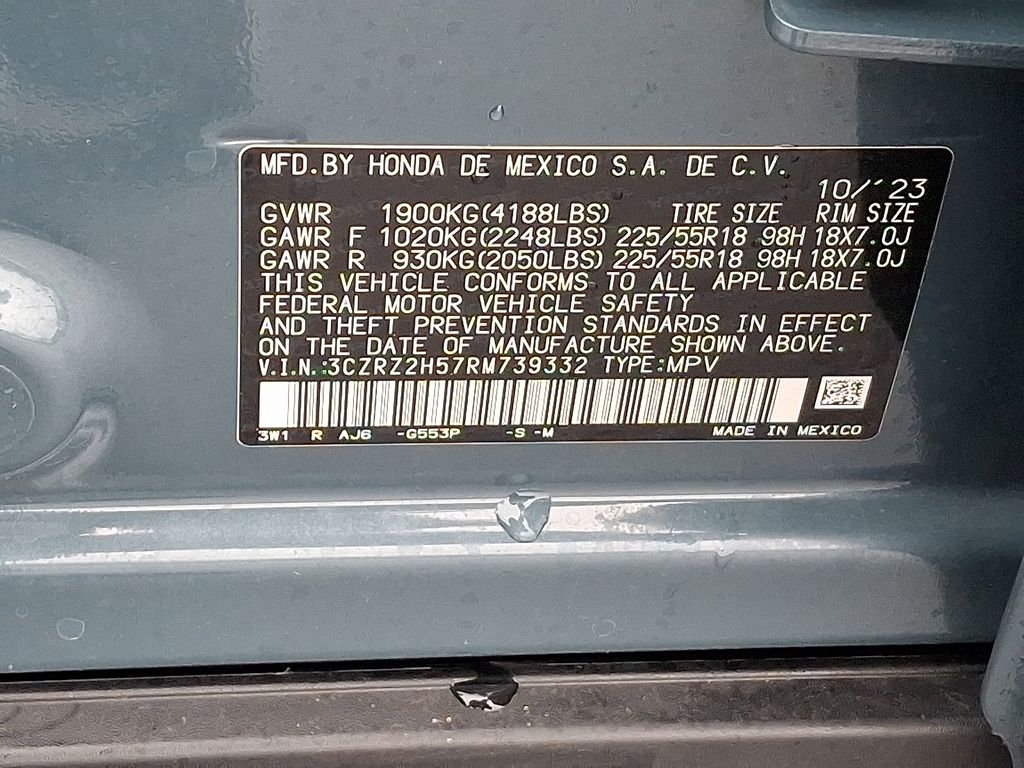 MFD.BY HONDA DE MEXICO S.A. DE C.V.
10/'23
GVWR 1900KG(4188LBS) TIRE SIZE RIM SIZE
GAWR F 1020KG(2248LBS) 225/55R18 98H 18X7.0J
GAWR R 930KG(2050LBS) 225/55R18 98H 18X7.0J
THIS VEHICLE CONFORMS TO ALL APPLICABLE
FEDERAL MOTOR VEHICLE SAFETY
AND THEFT PREVENTION STANDARDS IN EFFECT
ON THE DATE OF MANUFACTURE SHOWN ABOVE.
V.I.N.:3CZRZ2H57RM739332 TYPE:MPV
3W1 R AJ6 -G553P -S -M MADE IN MEXICO